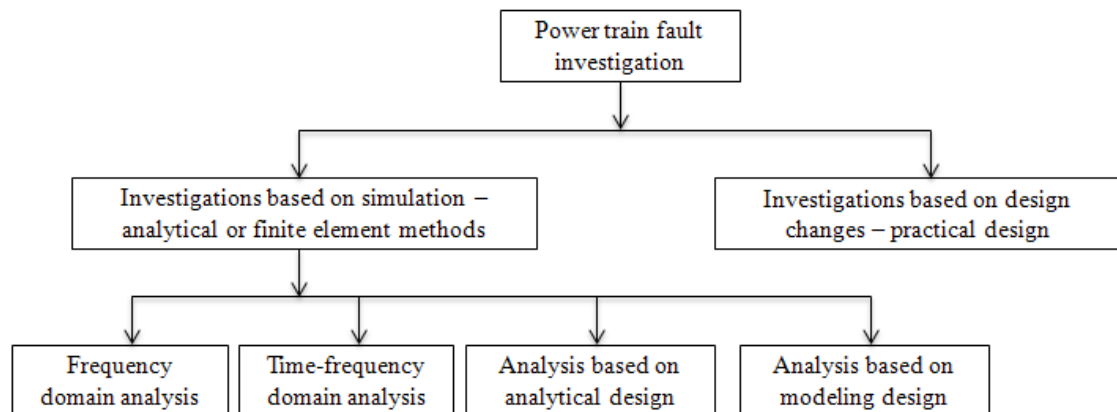 Power train fault
investigation
Investigations based on simulation –
analytical or finite element methods
Investigations based on design
changes – practical design
Frequency
domain analysis
Time-frequency
domain analysis
Analysis based on
analytical design
Analysis based on
modeling design